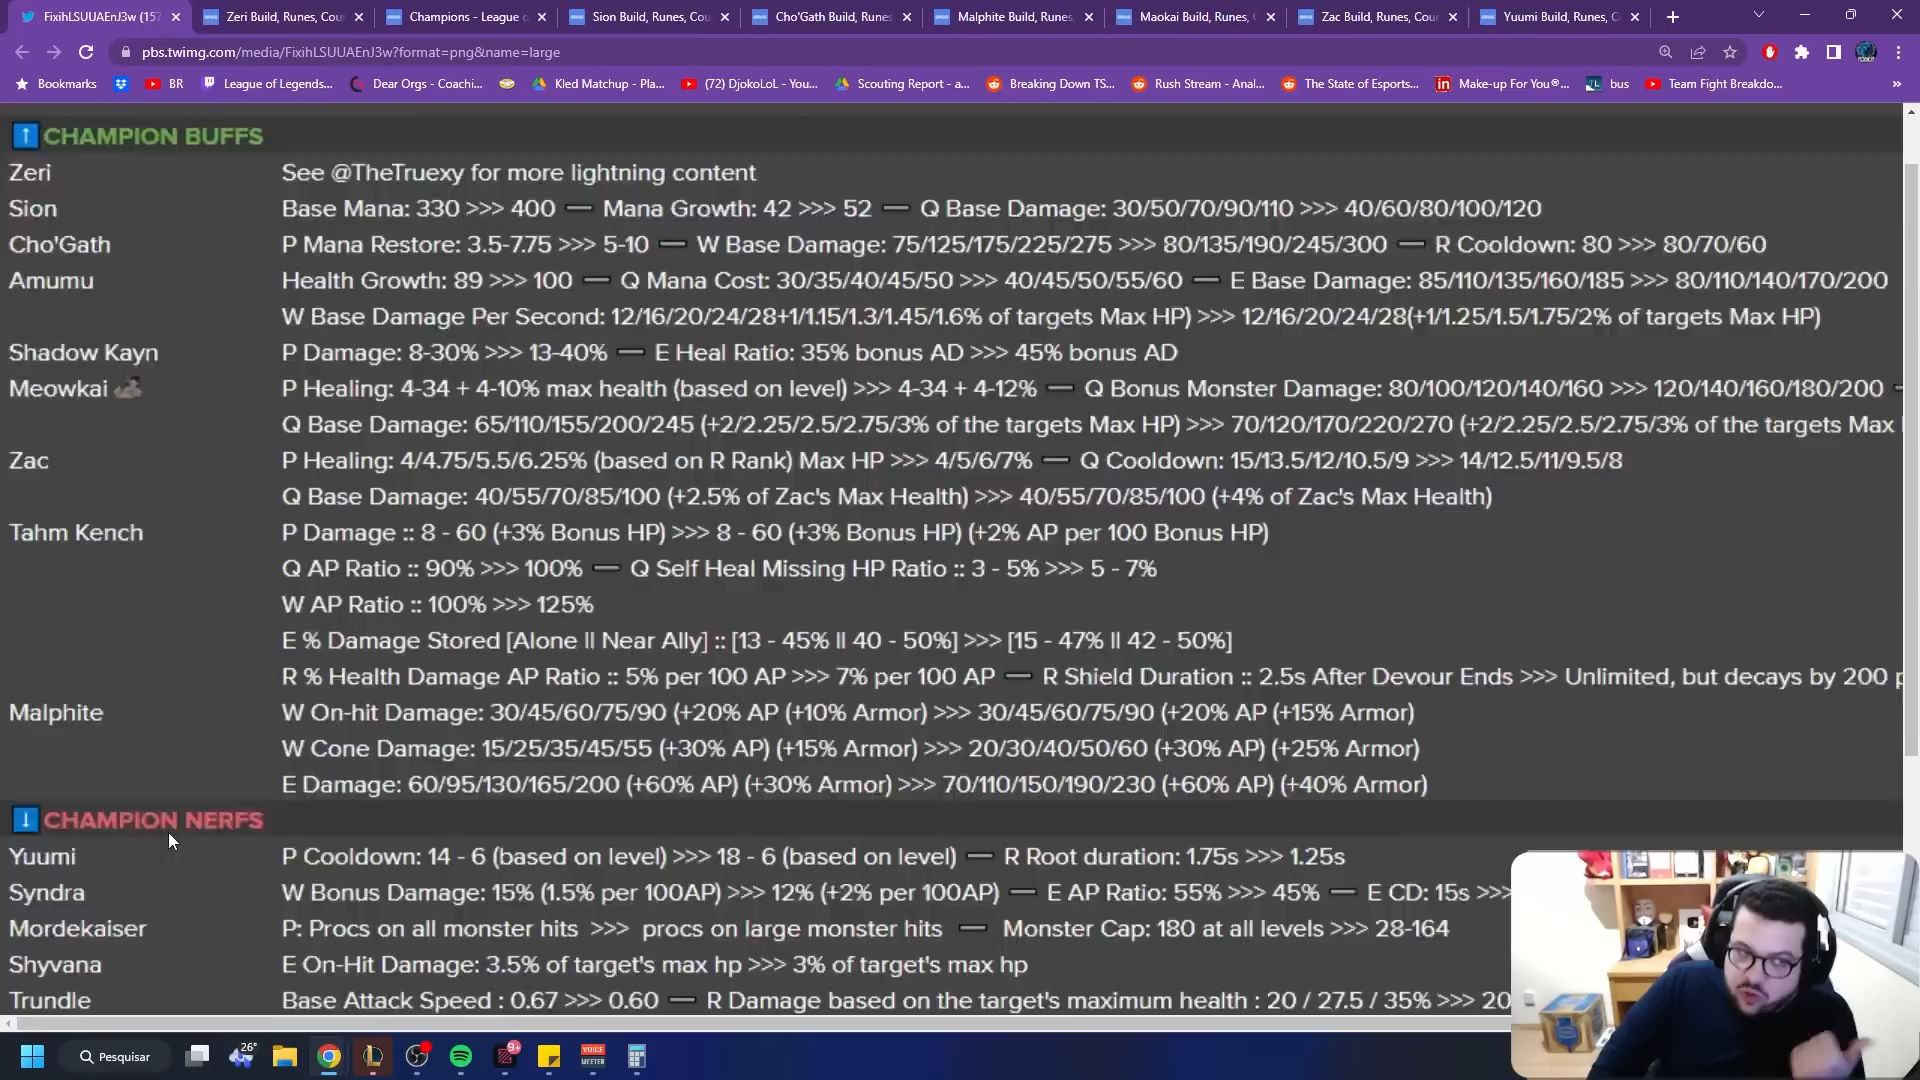 FixihLSUUAEnJ3w (157
Zeri Build, Runes, Cou
Champions - League o
Sion Build, Runes, Cou
Cho'Gath Build, Runes
Malphite Build, Runes,
Maokai Build, Runes,
Zac Build, Runes, Cour
Yuumi Build, Runes, C
pbs.twimg.com/media/FixihLSUUAEnJ3w?format=png&name=large
Bookmarks
BR
League of Legends...
Dear Orgs - Coachi...
Kled Matchup - Pla...
(72) DjokoLoL - You...
Scouting Report - a...
Breaking Down TS...
Rush Stream - Anal...
The State of Esports...
Make-up For You®...
bus
Team Fight Breakdo...
CHAMPION BUFFS
Zeri See @TheTruexy for more lightning content
Sion Base Mana: 330 >>> 400 — Mana Growth: 42 >>> 52 — Q Base Damage: 30/50/70/90/110 >>> 40/60/80/100/120
Cho'Gath P Mana Restore: 3.5-7.75 >>> 5-10 — W Base Damage: 75/125/175/225/275 >>> 80/135/190/245/300 — R Cooldown: 80 >>> 80/70/60
Amumu Health Growth: 89 >>> 100 — Q Mana Cost: 30/35/40/45/50 >>> 40/45/50/55/60 — E Base Damage: 85/110/135/160/185 >>> 80/110/140/170/200
W Base Damage Per Second: 12/16/20/24/28+1/1.15/1.3/1.45/1.6% of targets Max HP) >>> 12/16/20/24/28(+1/1.25/1.5/1.75/2% of targets Max HP)
Shadow Kayn P Damage: 8-30% >>> 13-40% — E Heal Ratio: 35% bonus AD >>> 45% bonus AD
Meowkai P Healing: 4-34 + 4-10% max health (based on level) >>> 4-34 + 4-12% — Q Bonus Monster Damage: 80/100/120/140/160 >>> 120/140/160/180/200 —
Q Base Damage: 65/110/155/200/245 (+2/2.25/2.5/2.75/3% of the targets Max HP) >>> 70/120/170/220/270 (+2/2.25/2.5/2.75/3% of the targets Max
Zac P Healing: 4/4.75/5.5/6.25% (based on R Rank) Max HP >>> 4/5/6/7% — Q Cooldown: 15/13.5/12/10.5/9 >>> 14/12.5/11/9.5/8
Q Base Damage: 40/55/70/85/100 (+2.5% of Zac's Max Health) >>> 40/55/70/85/100 (+4% of Zac's Max Health)
Tahm Kench P Damage :: 8 - 60 (+3% Bonus HP) >>> 8 - 60 (+3% Bonus HP) (+2% AP per 100 Bonus HP)
Q AP Ratio :: 90% >>> 100% — Q Self Heal Missing HP Ratio :: 3 - 5% >>> 5 - 7%
W AP Ratio :: 100% >>> 125%
E % Damage Stored [Alone || Near Ally] :: [13 - 45% || 40 - 50%] >>> [15 - 47% || 42 - 50%]
R % Health Damage AP Ratio :: 5% per 100 AP >>> 7% per 100 AP — R Shield Duration :: 2.5s After Devour Ends >>> Unlimited, but decays by 200 p
Malphite W On-hit Damage: 30/45/60/75/90 (+20% AP (+10% Armor) >>> 30/45/60/75/90 (+20% AP (+15% Armor)
W Cone Damage: 15/25/35/45/55 (+30% AP) (+15% Armor) >>> 20/30/40/50/60 (+30% AP) (+25% Armor)
E Damage: 60/95/130/165/200 (+60% AP) (+30% Armor) >>> 70/110/150/190/230 (+60% AP) (+40% Armor)
CHAMPION NERFS
Yuumi P Cooldown: 14 - 6 (based on level) >>> 18 - 6 (based on level) — R Root duration: 1.75s >>> 1.25s
Syndra W Bonus Damage: 15% (1.5% per 100AP) >>> 12% (+2% per 100AP) — E AP Ratio: 55% >>> 45% — E CD: 15s >>>
Mordekaiser P: Procs on all monster hits >>> procs on large monster hits — Monster Cap: 180 at all levels >>> 28-164
Shyvana E On-Hit Damage: 3.5% of target's max hp >>> 3% of target's max hp
Trundle Base Attack Speed : 0.67 >>> 0.60 — R Damage based on the target's maximum health : 20 / 27.5 / 35% >>> 20
Pesquisar
26°
9+
VOICE
MEETER